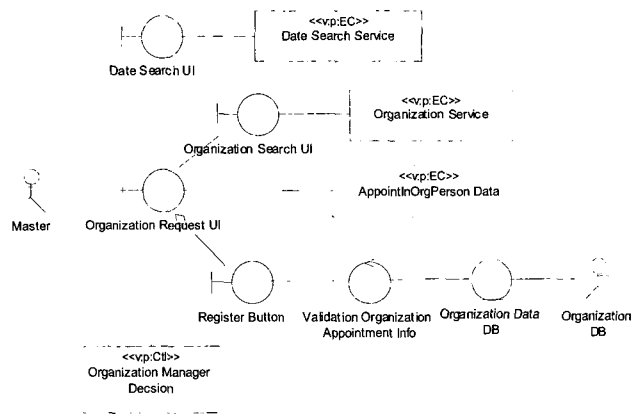 <<v:p:EC>>
Date Search Service
Date Search UI
<<v:p:EC>>
Organization Service
Organization Search UI
<<v:p:EC>>
AppointInOrgPerson Data
Master
Organization Request UI
Register Button
Validation Organization
Appointment Info
Organization Data
DB
Organization
DB
<<v:p:Ctl>>
Organization Manager
Decsion